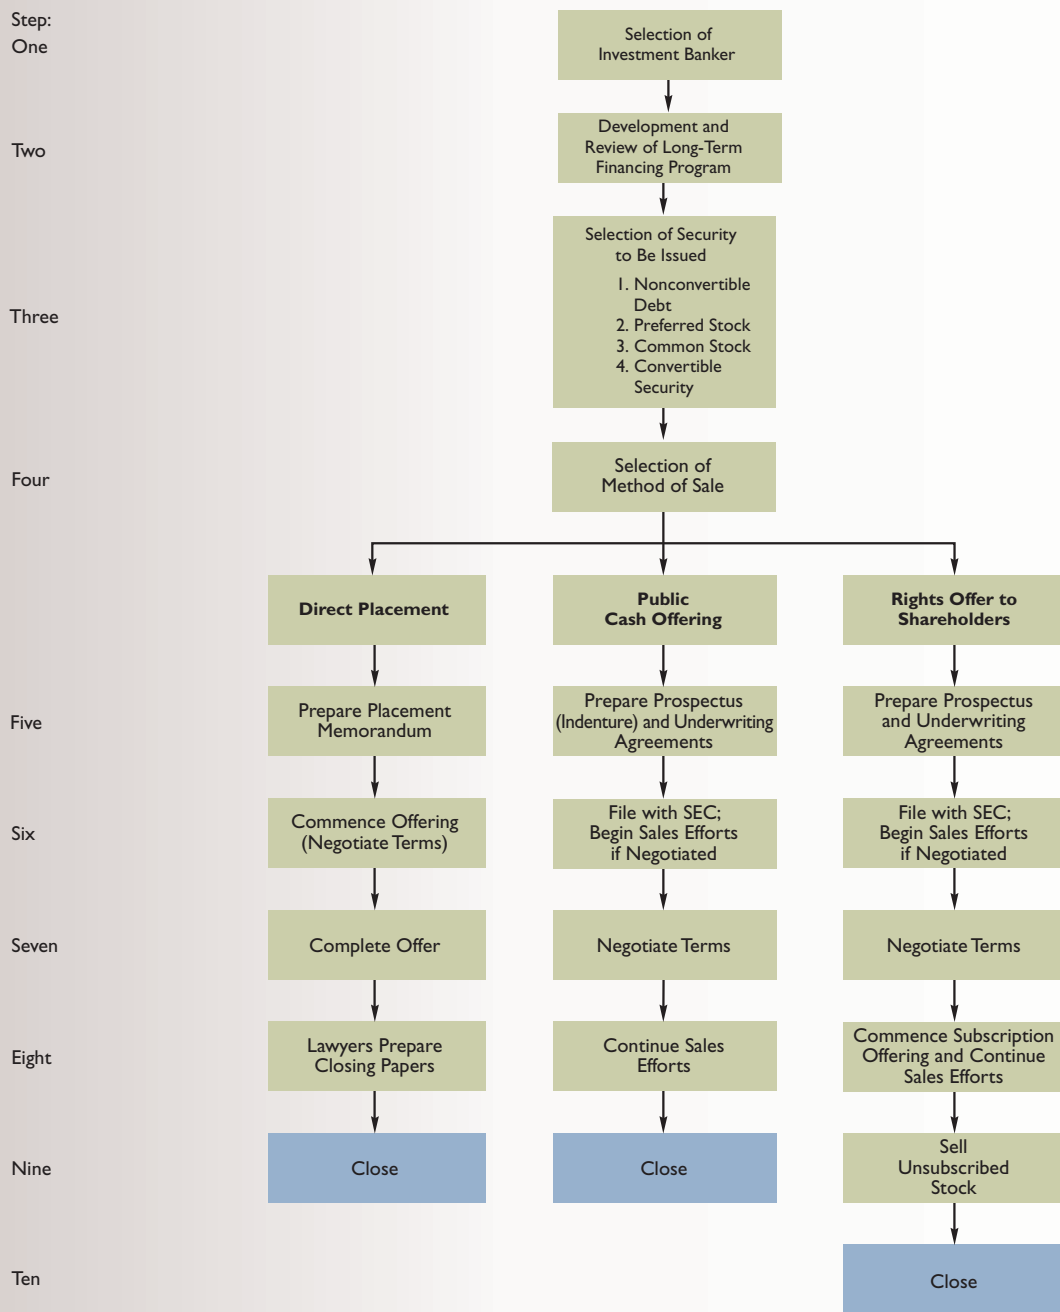 Step:
One
Selection of
Investment Banker
Two
Development and
Review of Long-Term
Financing Program
Three
Selection of Security
to Be Issued
1. Nonconvertible
Debt
2. Preferred Stock
3. Common Stock
4. Convertible
Security
Four
Selection of
Method of Sale
Direct Placement
Public
Cash Offering
Rights Offer to
Shareholders
Five
Prepare Placement
Memorandum
Prepare Prospectus
(Indenture) and Underwriting
Agreements
Prepare Prospectus
and Underwriting
Agreements
Six
Commence Offering
(Negotiate Terms)
File with SEC;
Begin Sales Efforts
if Negotiated
File with SEC;
Begin Sales Efforts
if Negotiated
Seven
Complete Offer
Negotiate Terms
Negotiate Terms
Eight
Lawyers Prepare
Closing Papers
Continue Sales
Efforts
Commence Subscription
Offering and Continue
Sales Efforts
Nine
Close
Close
Sell
Unsubscribed
Stock
Ten
Close